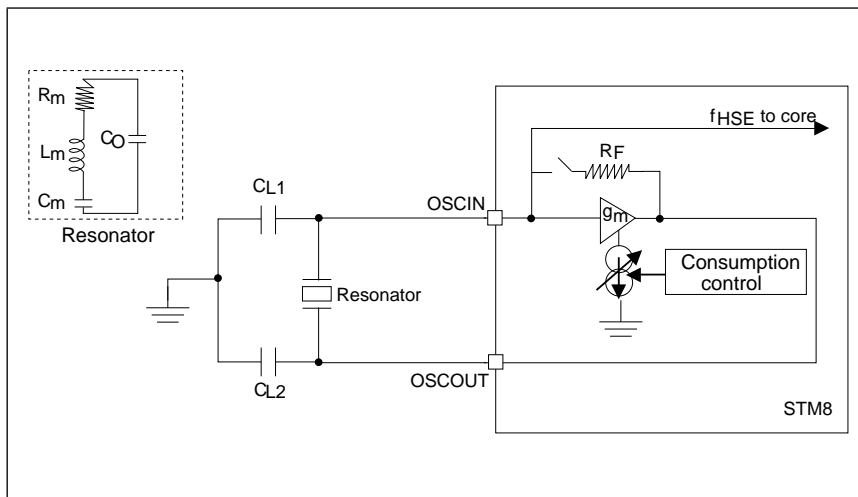 Rm
Lm
Cm
CO
Resonator
CL1
CL2
Resonator
OSCIN
OSCOUT
fHSE to core
RF
gm
Consumption
control
STM8